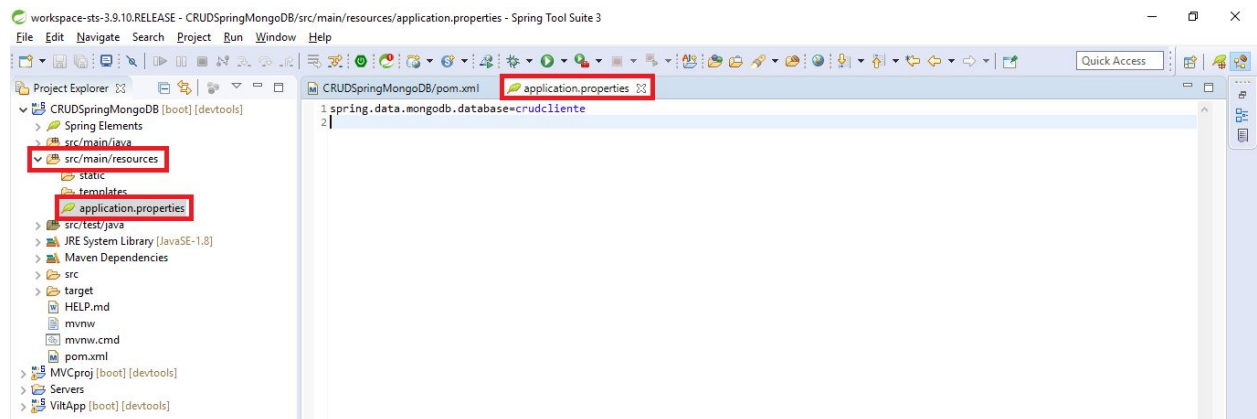 workspace-sts-3.9.10.RELEASE - CRUDSpringMongoDB/src/main/resources/application.properties - Spring Tool Suite 3
File Edit Navigate Search Project Run Window Help
Quick Access
Project Explorer
CRUDSpringMongoDB/pom.xml
application.properties
CRUDSpringMongoDB [boot] [devtools]
1 spring.data.mongodb.database=crudcliente
Spring Elements
2
src/main/java
src/main/resources
static
templates
application.properties
src/test/java
JRE System Library [JavaSE-1.8]
Maven Dependencies
src
target
HELP.md
mvnw
mvnw.cmd
pom.xml
MVCproj [boot] [devtools]
Servers
ViltApp [boot] [devtools]